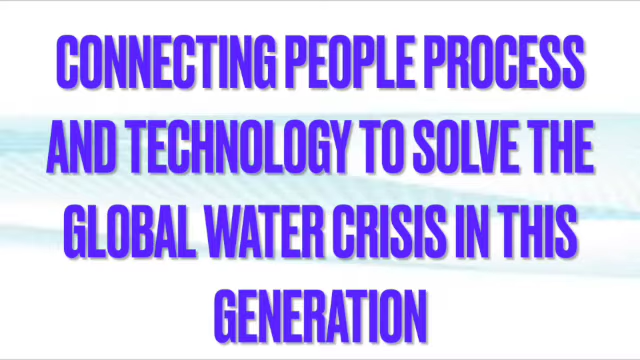 CONNECTING PEOPLE PROCESS
AND TECHNOLOGY TO SOLVE THE
GLOBAL WATER CRISIS IN THIS
GENERATION